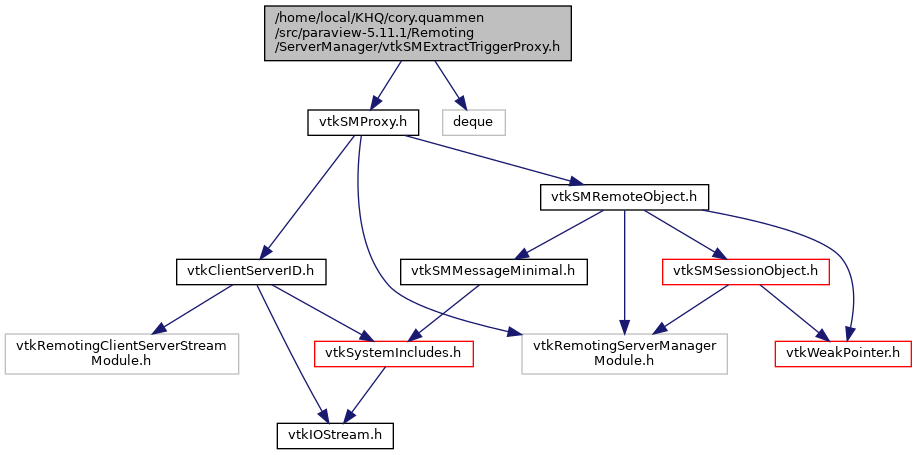 /home/local/KHQ/cory.quammen
/src/paraview-5.11.1/Remoting
/ServerManager/vtkSMExtractTriggerProxy.h
vtkSMProxy.h
deque
vtkSMRemoteObject.h
vtkClientServerID.h
vtkSMMessageMinimal.h
vtkSMSessionObject.h
vtkRemotingClientServerStream
Module.h
vtkSystemIncludes.h
vtkRemotingServerManager
Module.h
vtkWeakPointer.h
vtkIOStream.h